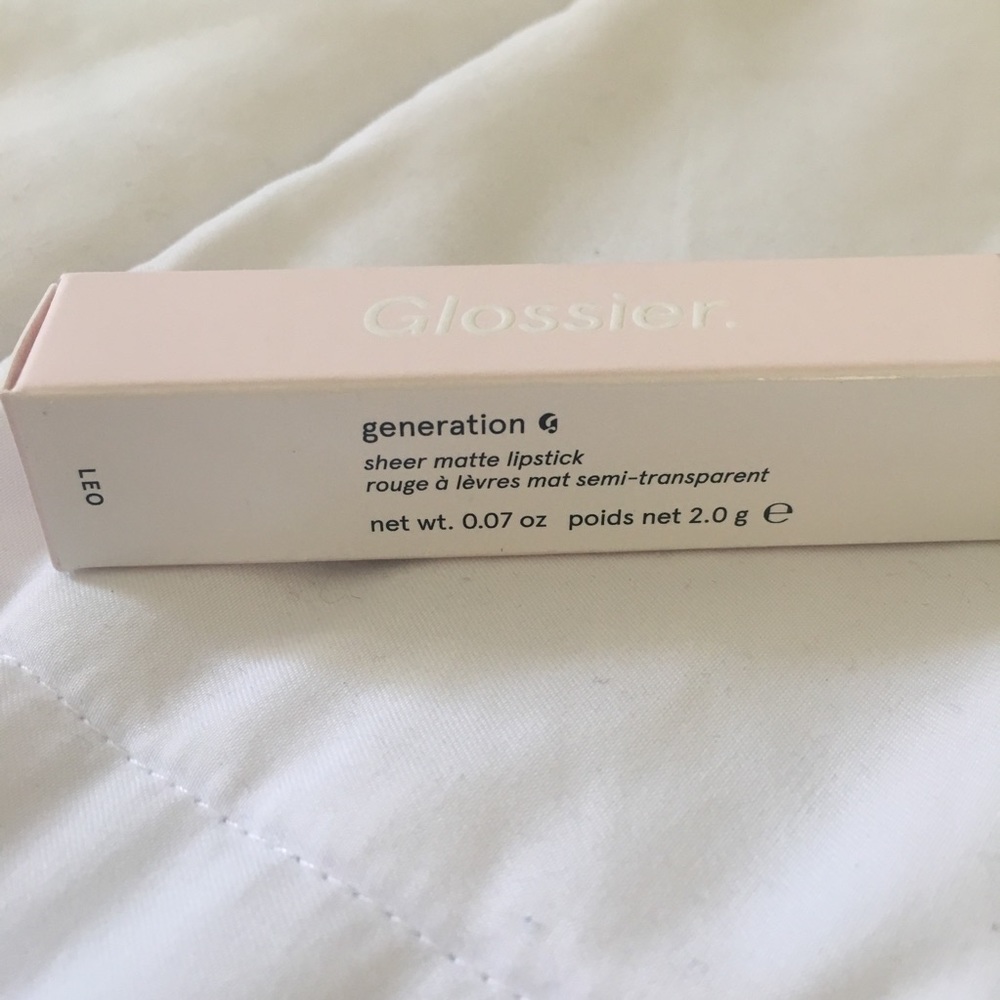 Glossier.
generation G
sheer matte lipstick
rouge à lèvres mat semi-transparent
net wt. 0.07 oz poids net 2.0 g ℮
LEO